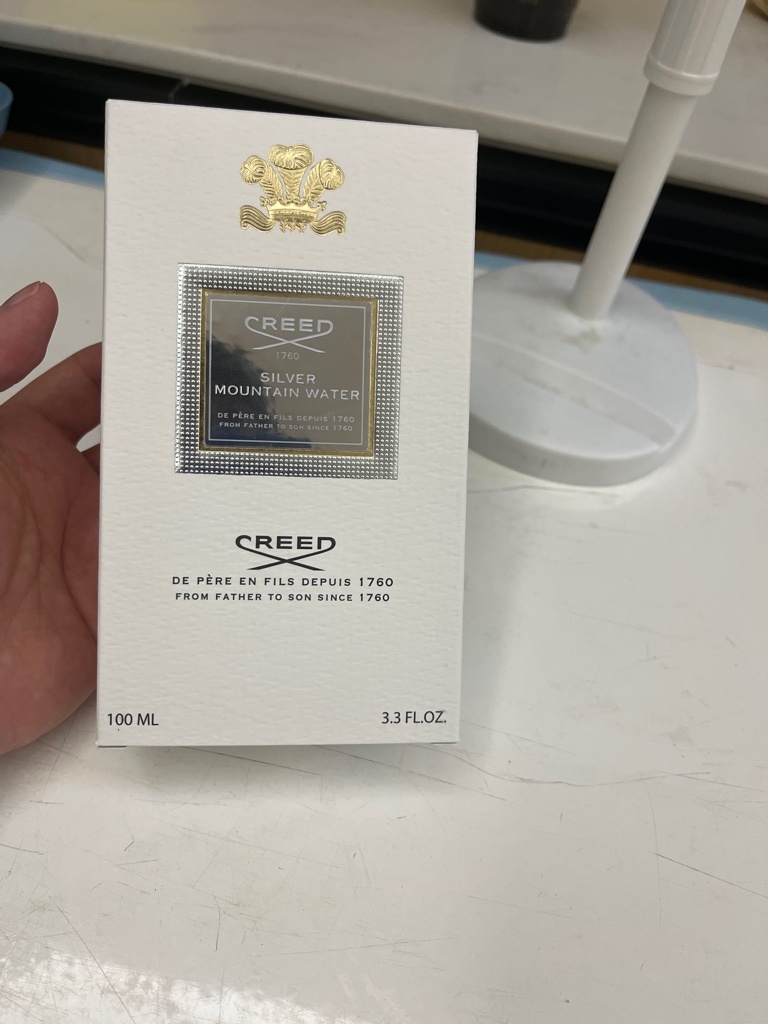 CREED
1760
SILVER
MOUNTAIN WATER
DE PÈRE EN FILS DEPUIS 1760
FROM FATHER TO SON SINCE 1760
CREED
DE PÈRE EN FILS DEPUIS 1760
FROM FATHER TO SON SINCE 1760
100 ML
3.3 FL.OZ.